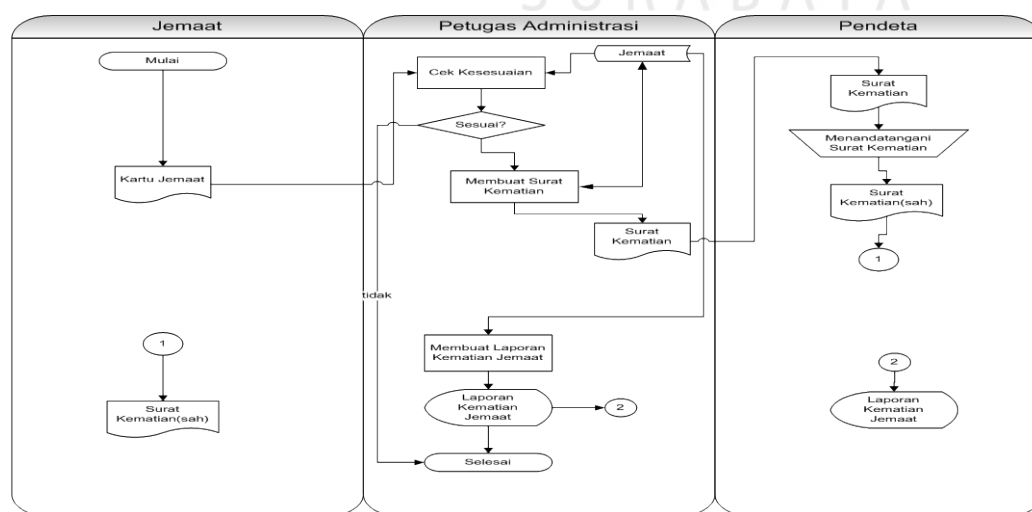 SURABAYA
Jemaat
Petugas Administrasi
Pendeta
Mulai
Kartu Jemaat
1
Surat
Kematian(sah)
Cek Kesesuaian
Jemaat
Sesuai?
Membuat Surat
Kematian
Surat
Kematian
tidak
Membuat Laporan
Kematian Jemaat
Laporan
Kematian
Jemaat
2
Selesai
Surat
Kematian
Menandatangani
Surat Kematian
Surat
Kematian(sah)
1
2
Laporan
Kematian
Jemaat